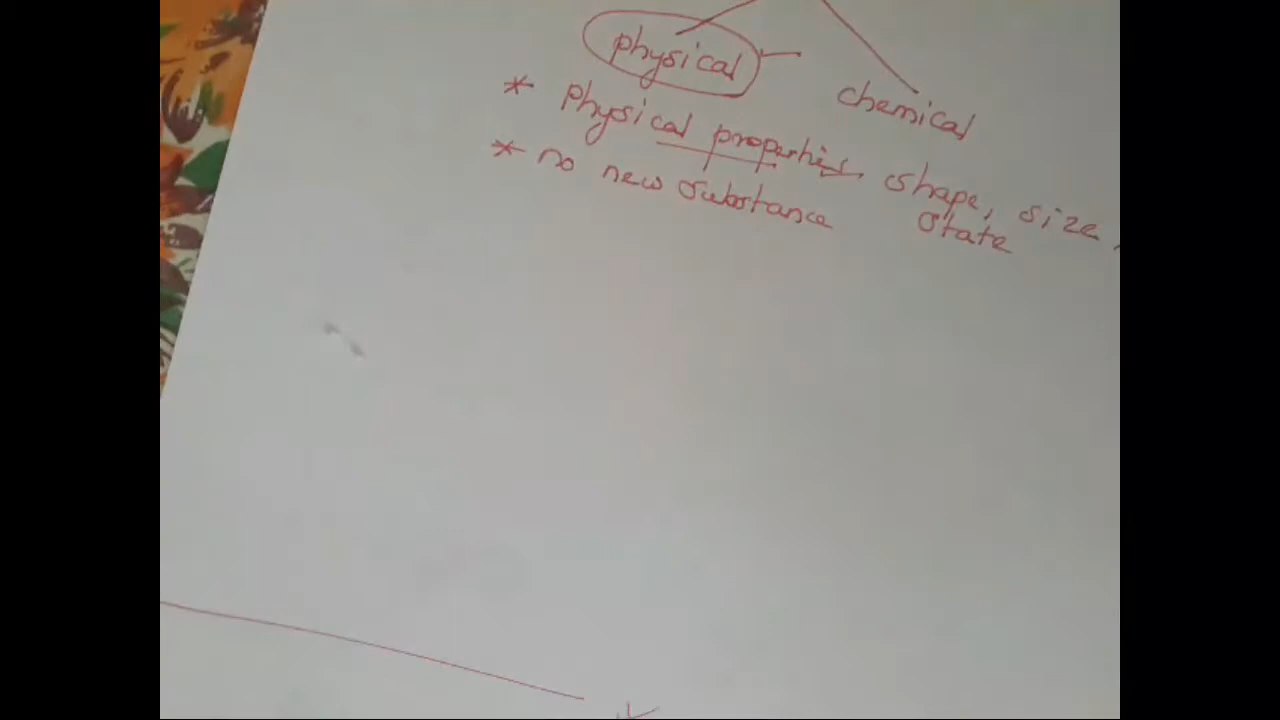 physical
chemical
* physical properties, shape, size,
state
* no new substance